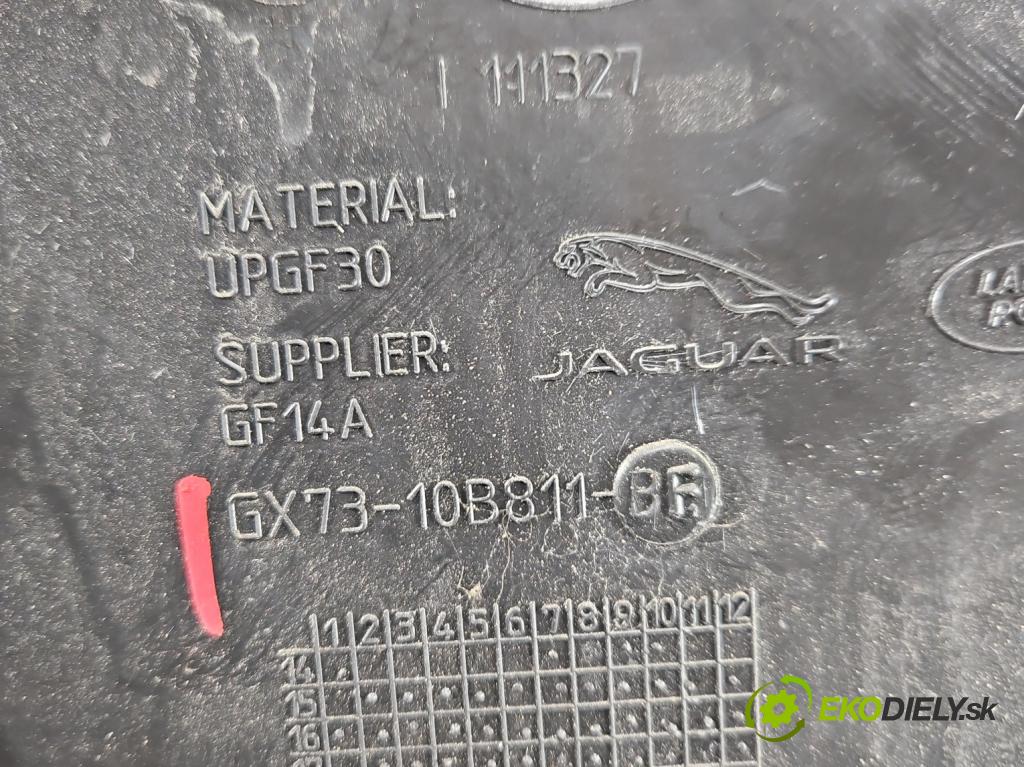 111327
MATERIAL:
UPGF30
SUPPLIER:
GF14A
JAGUAR
GX73-10B811-BF
1 2 3 4 5 6 7 8 9 10 11 12
14
15
16
EKODIELY.sk